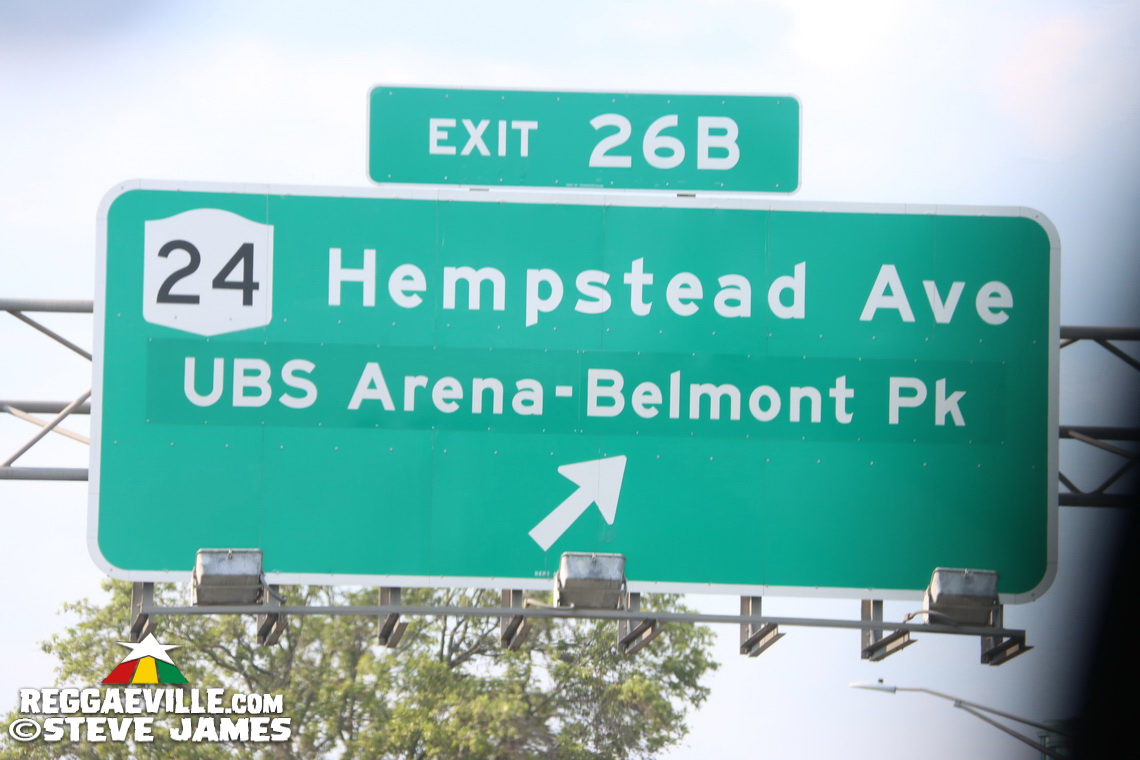 EXIT 26B
24 Hempstead Ave
UBS Arena-Belmont Pk
REGGAEVILLE.COM
©STEVE JAMES